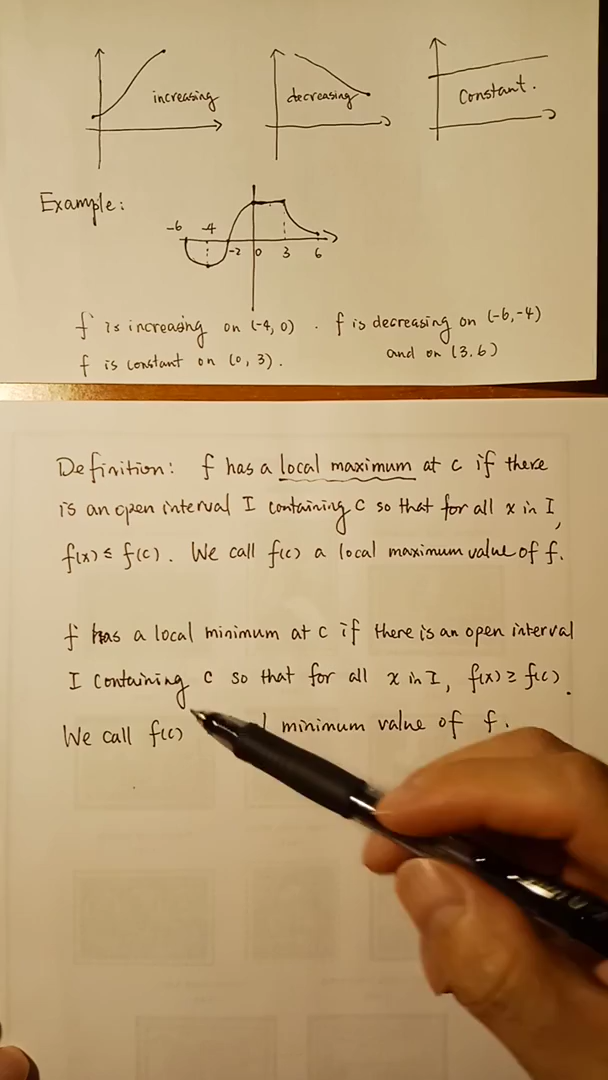 increasing
decreasing
Constant.
Example:
-6 -4 -2 0 3 6
f is increasing on (-4, 0). f is decreasing on (-6, -4)
f is constant on (0, 3). and on (3, 6)
Definition: f has a local maximum at c if there
is an open interval I containing c so that for all x in I,
f(x) ≤ f(c). We call f(c) a local maximum value of f.
f has a local minimum at c if there is an open interval
I containing c so that for all x in I, f(x) ≥ f(c).
We call f(c) minimum value of f.